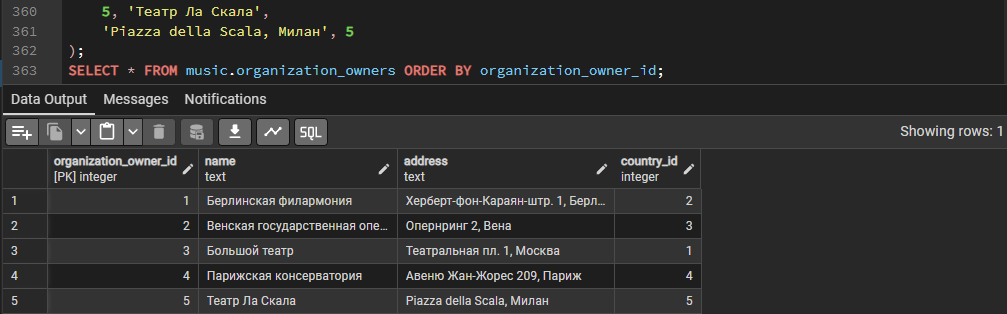 360 5, 'Театр Ла Скала',
361 'Piazza della Scala, Милан', 5
362 );
363 SELECT * FROM music.organization_owners ORDER BY organization_owner_id;
Data Output Messages Notifications
SQL Showing rows: 1
organization_owner_id name address country_id
[PK] integer text text integer
1 1 Берлинская филармония Херберт-фон-Караян-штр. 1, Берл... 2
2 2 Венская государственная опе... Опернринг 2, Вена 3
3 3 Большой театр Театральная пл. 1, Москва 1
4 4 Парижская консерватория Авеню Жан-Жорес 209, Париж 4
5 5 Театр Ла Скала Piazza della Scala, Милан 5